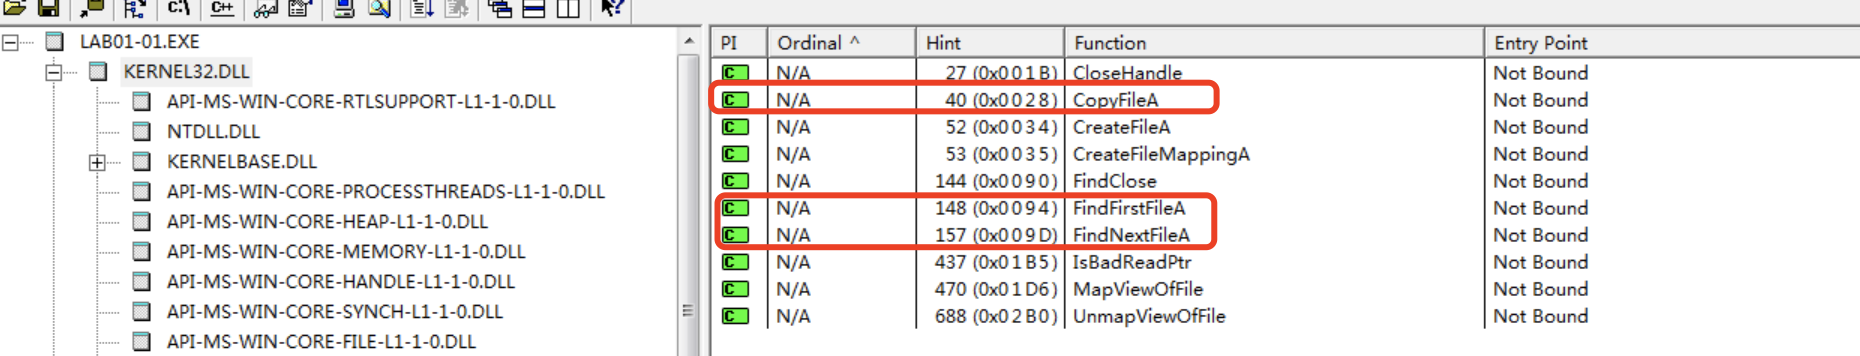 LAB01-01.EXE
KERNEL32.DLL
API-MS-WIN-CORE-RTLSUPPORT-L1-1-0.DLL
NTDLL.DLL
KERNELBASE.DLL
API-MS-WIN-CORE-PROCESSTHREADS-L1-1-0.DLL
API-MS-WIN-CORE-HEAP-L1-1-0.DLL
API-MS-WIN-CORE-MEMORY-L1-1-0.DLL
API-MS-WIN-CORE-HANDLE-L1-1-0.DLL
API-MS-WIN-CORE-SYNCH-L1-1-0.DLL
API-MS-WIN-CORE-FILE-L1-1-0.DLL
PI Ordinal ^ Hint Function Entry Point
C N/A 27 (0x001B) CloseHandle Not Bound
C N/A 40 (0x0028) CopyFileA Not Bound
C N/A 52 (0x0034) CreateFileA Not Bound
C N/A 53 (0x0035) CreateFileMappingA Not Bound
C N/A 144 (0x0090) FindClose Not Bound
C N/A 148 (0x0094) FindFirstFileA Not Bound
C N/A 157 (0x009D) FindNextFileA Not Bound
C N/A 437 (0x01B5) IsBadReadPtr Not Bound
C N/A 470 (0x01D6) MapViewOfFile Not Bound
C N/A 688 (0x02B0) UnmapViewOfFile Not Bound